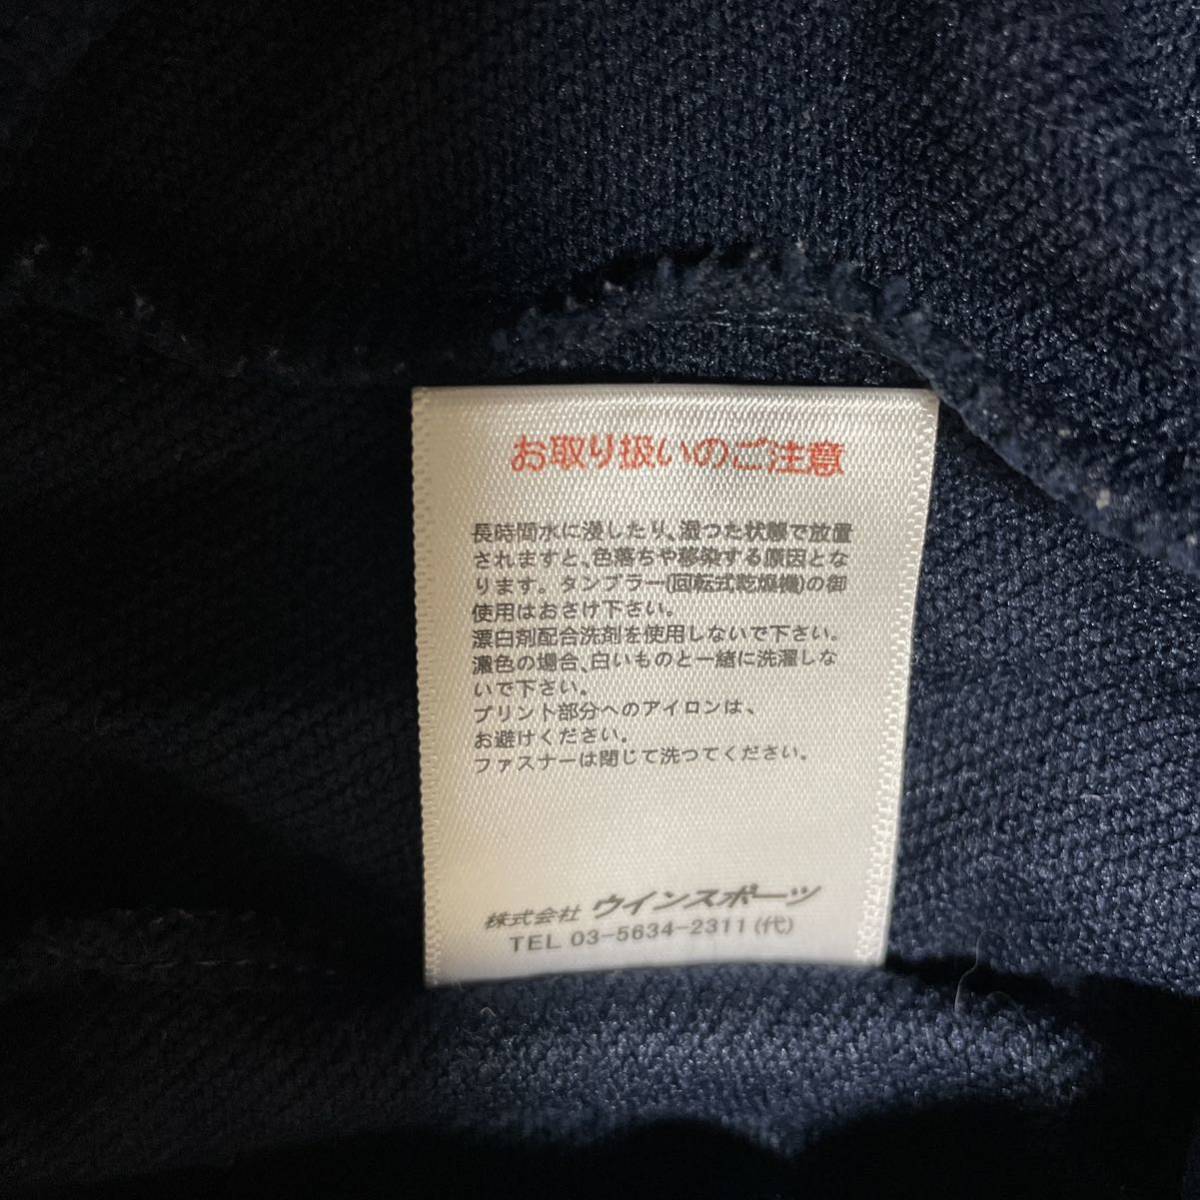 お取り扱いのご注意
長時間水に浸したり、湿つた状態で放置
されますと、色落ちや移染する原因とな
ります。タンブラー(回転式乾燥機)の御
使用はおさけ下さい。
漂白剤配合洗剤を使用しないで下さい。
濃色の場合、白いものと一緒に洗濯しな
いで下さい。
プリント部分へのアイロンは、
お避けください。
ファスナーは閉じて洗つてください。
株式会社 ウインスポーツ
TEL 03-5634-2311(代)